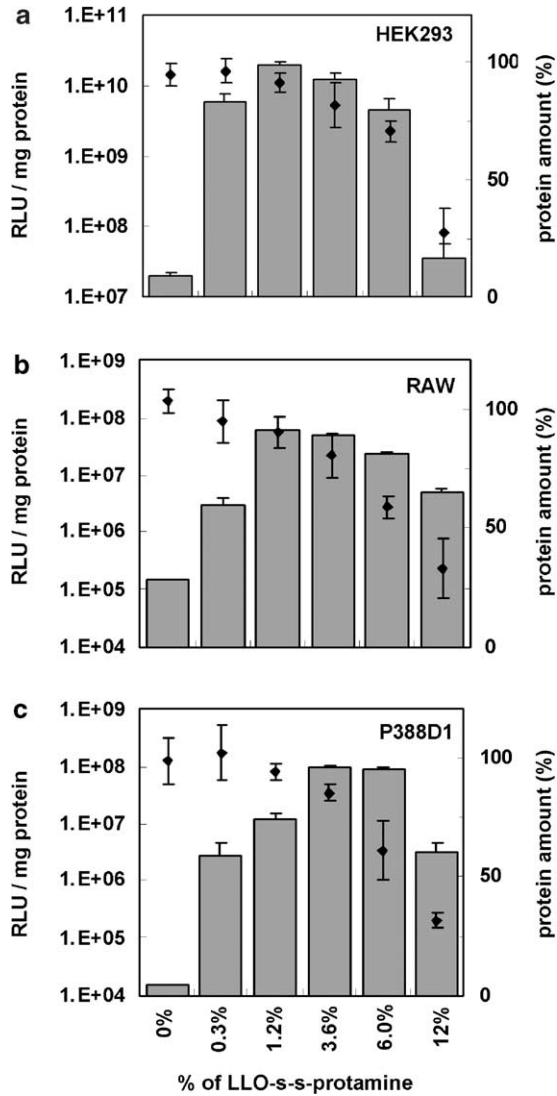 a
HEK293
RLU / mg protein
1.E+11
1.E+10
1.E+09
1.E+08
1.E+07
100
50
0
protein amount (%)
b
RAW
RLU / mg protein
1.E+09
1.E+08
1.E+07
1.E+06
1.E+05
1.E+04
100
50
0
protein amount (%)
c
P388D1
RLU / mg protein
1.E+09
1.E+08
1.E+07
1.E+06
1.E+05
1.E+04
100
50
0
protein amount (%)
0% 0.3% 1.2% 3.6% 6.0% 12%
% of LLO-s-s-protamine